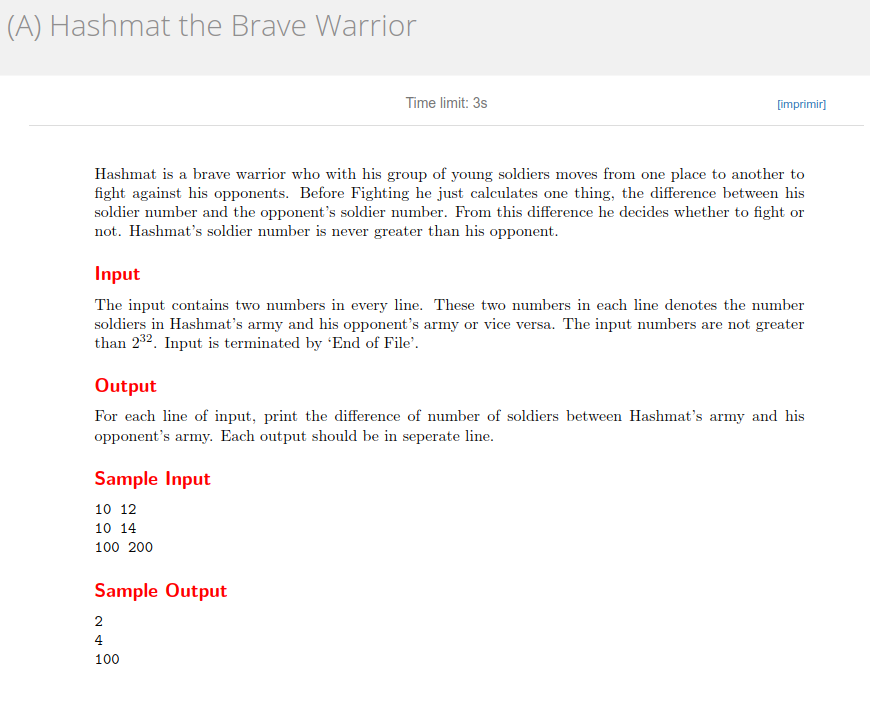 (A) Hashmat the Brave Warrior
Time limit: 3s
[imprimir]
Hashmat is a brave warrior who with his group of young soldiers moves from one place to another to
fight against his opponents. Before Fighting he just calculates one thing, the difference between his
soldier number and the opponent's soldier number. From this difference he decides whether to fight or
not. Hashmat's soldier number is never greater than his opponent.
Input
The input contains two numbers in every line. These two numbers in each line denotes the number
soldiers in Hashmat's army and his opponent's army or vice versa. The input numbers are not greater
than 2³². Input is terminated by ‘End of File’.
Output
For each line of input, print the difference of number of soldiers between Hashmat's army and his
opponent's army. Each output should be in seperate line.
Sample Input
10 12
10 14
100 200
Sample Output
2
4
100